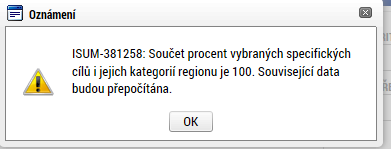 Oznámení
ISUM-381258: Součet procent vybraných specifických
cílů i jejich kategorií regionu je 100. Související data
budou přepočítána.
OK